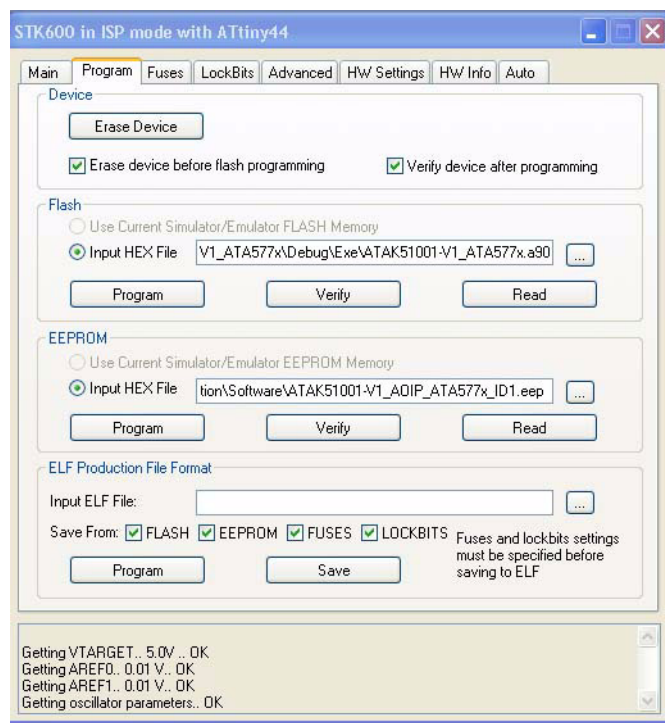 STK600 in ISP mode with ATtiny44
Main Program Fuses LockBits Advanced HW Settings HW Info Auto
Device
Erase Device
Erase device before flash programming Verify device after programming
Flash
Use Current Simulator/Emulator FLASH Memory
Input HEX File V1_ATA577x\Debug\Exe\ATAK51001-V1_ATA577x.a90 ...
Program Verify Read
EEPROM
Use Current Simulator/Emulator EEPROM Memory
Input HEX File tion\Software\ATAK51001-V1_AOIP_ATA577x_ID1.eep ...
Program Verify Read
ELF Production File Format
Input ELF File: ...
Save From: FLASH EEPROM FUSES LOCKBITS
Fuses and lockbits settings
must be specified before
saving to ELF
Program Save
Getting VTARGET.. 5.0V .. OK
Getting AREF0.. 0.01 V.. OK
Getting AREF1.. 0.01 V.. OK
Getting oscillator parameters.. OK